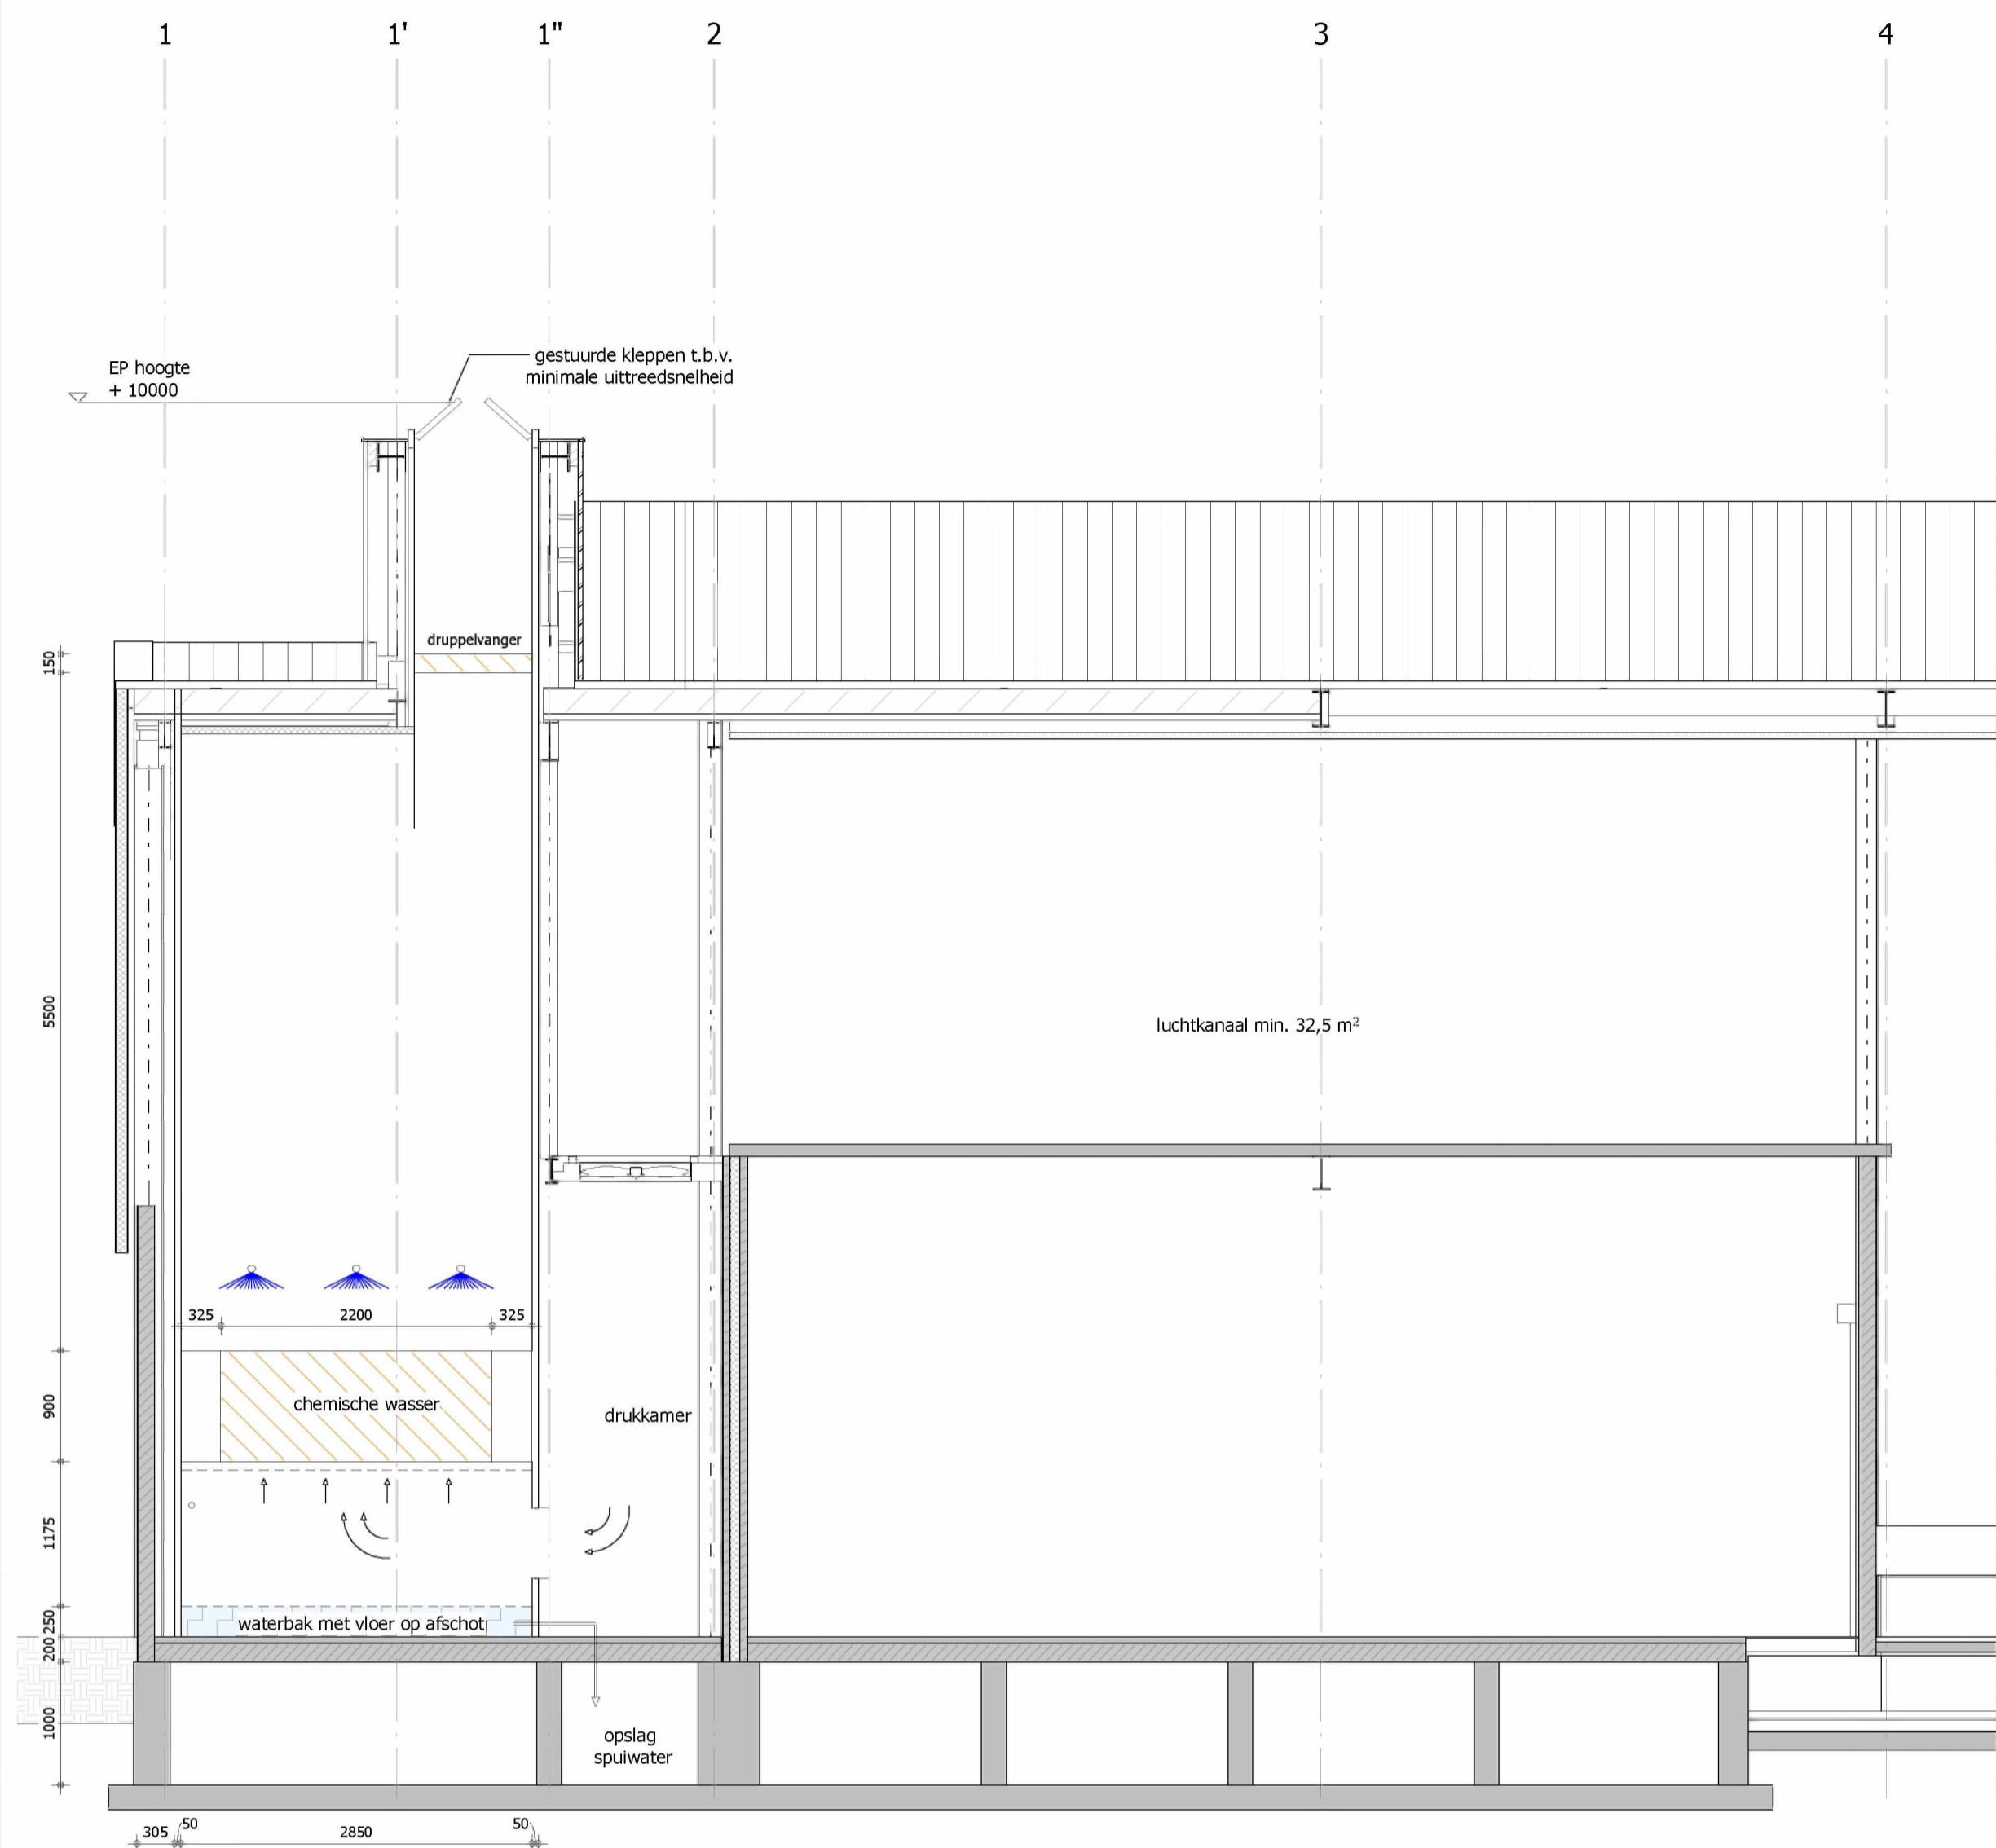 1 1' 1" 2 3 4
gestuurde kleppen t.b.v.
minimale uittreedsnelheid
EP hoogte
+ 10000
druppelvanger
150
luchtkanaal min. 32,5 m²
5500
325 2200 325
chemische wasser
900
drukkamer
1175
waterbak met vloer op afschot
250
200
1000
opslag
spuiwater
305 50 2850 50